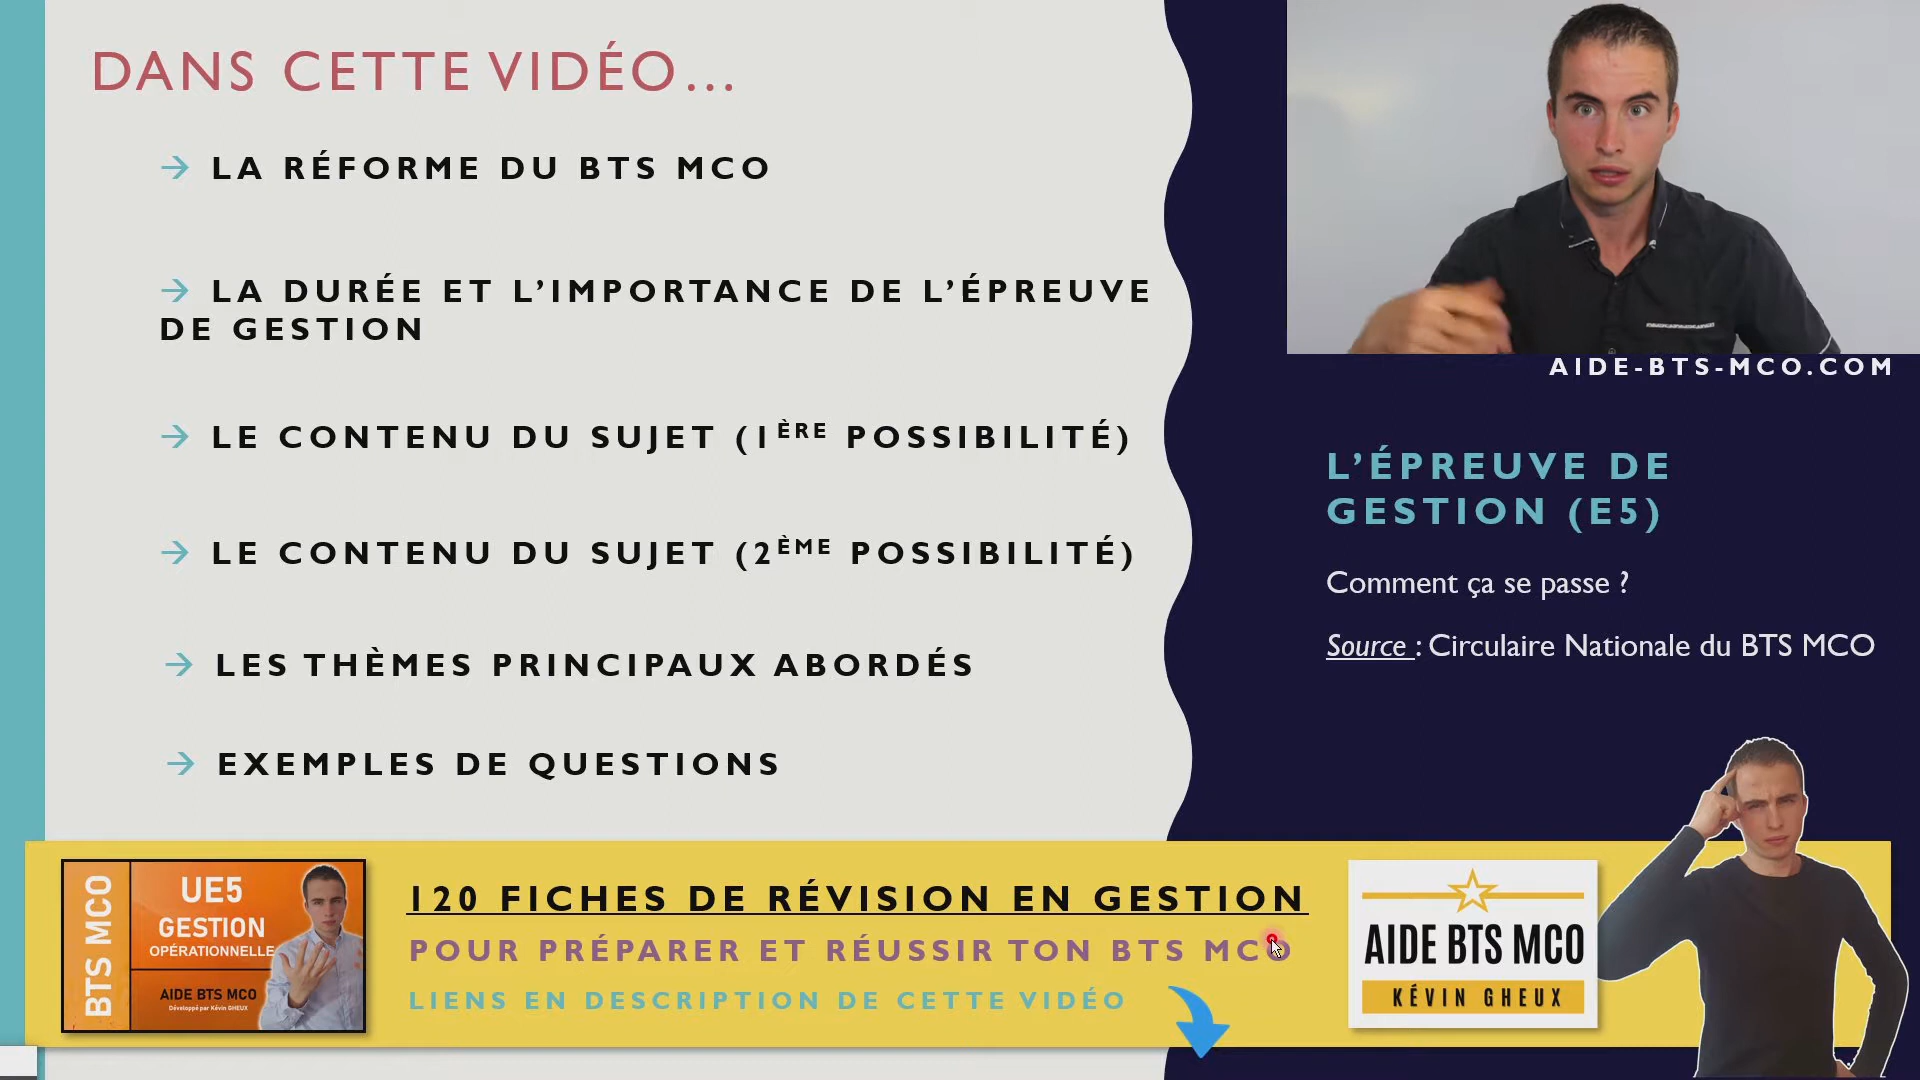 DANS CETTE VIDÉO…
→ LA RÉFORME DU BTS MCO
→ LA DURÉE ET L’IMPORTANCE DE L’ÉPREUVE
DE GESTION
→ LE CONTENU DU SUJET (1ÈRE POSSIBILITÉ)
→ LE CONTENU DU SUJET (2ÈME POSSIBILITÉ)
→ LES THÈMES PRINCIPAUX ABORDÉS
→ EXEMPLES DE QUESTIONS
AIDE-BTS-MCO.COM
L’ÉPREUVE DE
GESTION (E5)
Comment ça se passe ?
Source : Circulaire Nationale du BTS MCO
BTS MCO
UE5
GESTION
OPÉRATIONNELLE
AIDE BTS MCO
Développé par Kévin GHEUX
120 FICHES DE RÉVISION EN GESTION
POUR PRÉPARER ET RÉUSSIR TON BTS MCO
LIENS EN DESCRIPTION DE CETTE VIDÉO
AIDE BTS MCO
KÉVIN GHEUX